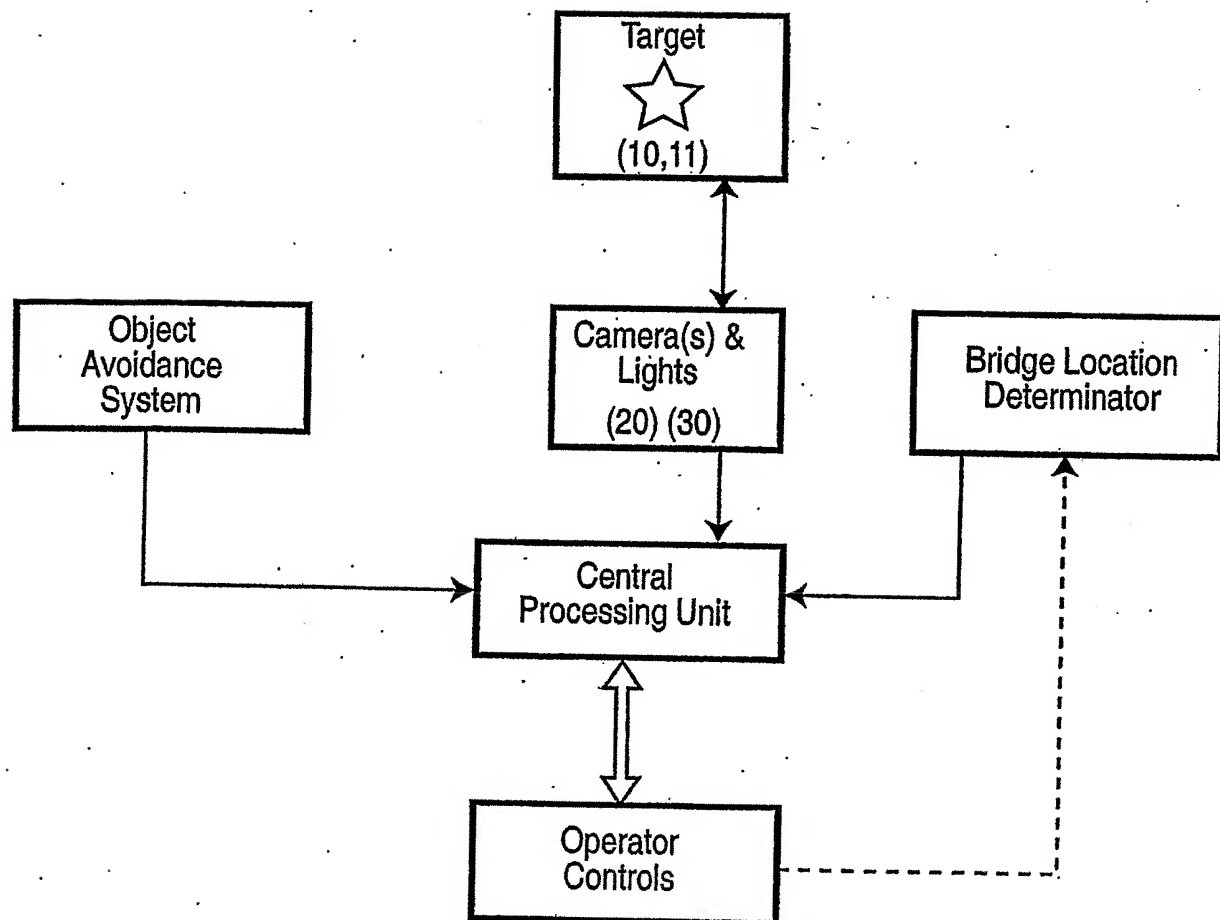 Target
(10,11)
Object
Avoidance
System
Camera(s) &
Lights
(20) (30)
Bridge Location
Determinator
Central
Processing Unit
Operator
Controls